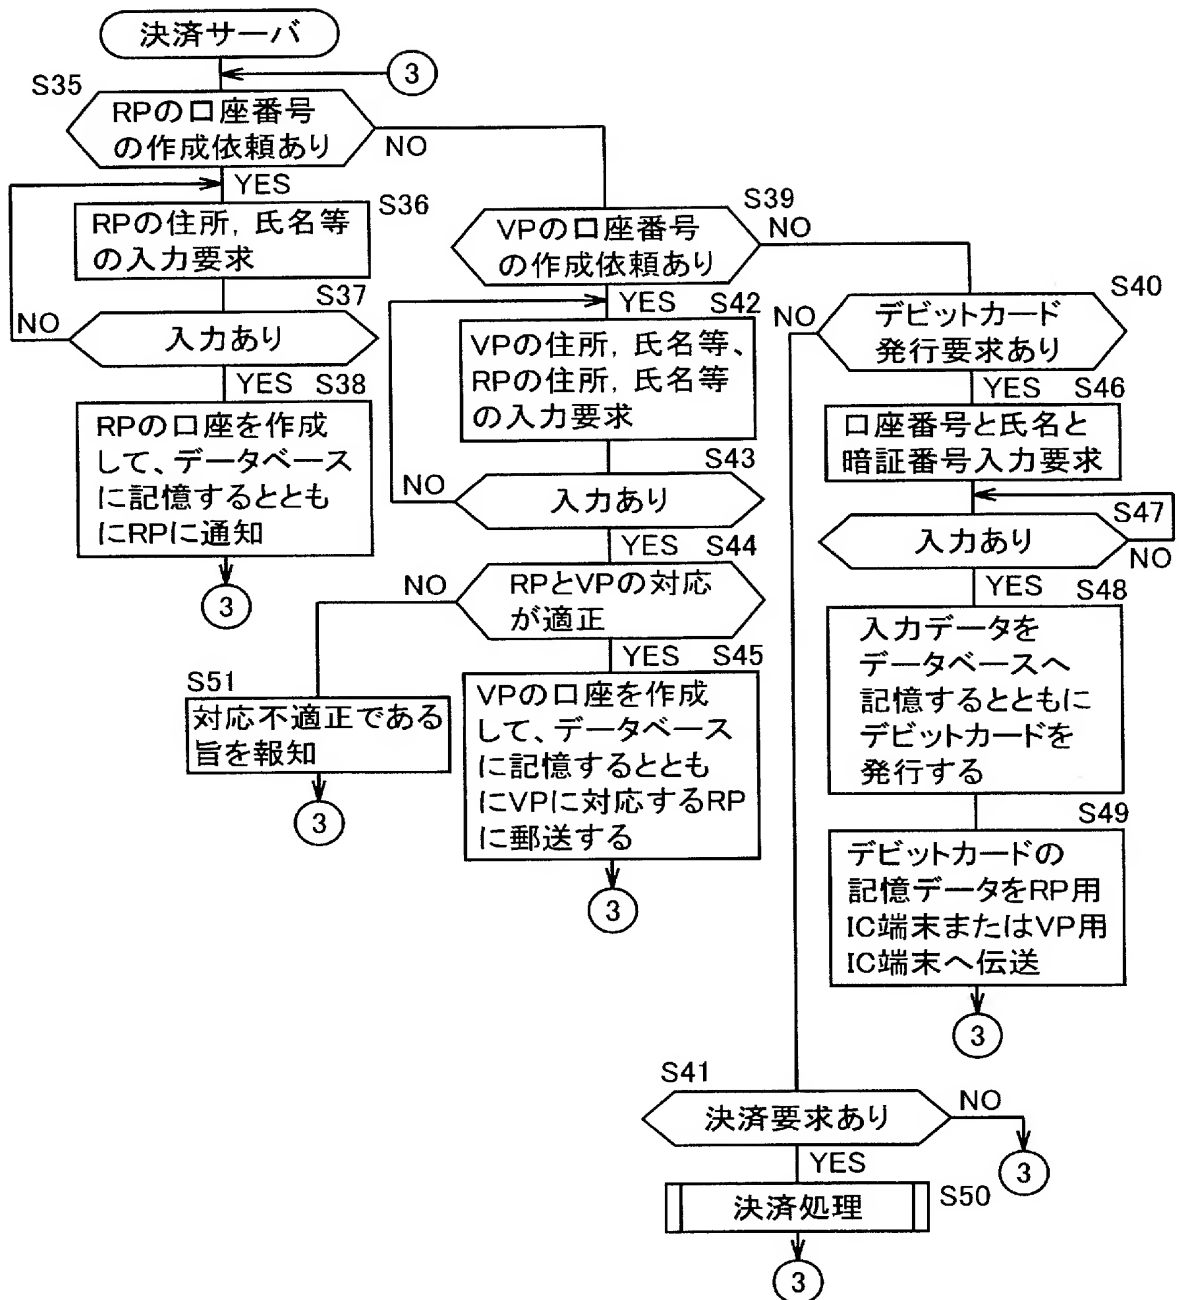 決済サーバ
3
S35
RPの口座番号
の作成依頼あり
NO
YES
S36
RPの住所, 氏名等
の入力要求
S37
NO
入力あり
YES
S38
RPの口座を作成
して、データベース
に記憶するととも
にRPに通知
3
S39
VPの口座番号
の作成依頼あり
NO
YES
S42
VPの住所, 氏名等、
RPの住所, 氏名等
の入力要求
S43
NO
入力あり
YES
S44
NO
RPとVPの対応
が適正
YES
S45
S51
対応不適正である
旨を報知
3
VPの口座を作成
して、データベース
に記憶するととも
にVPに対応するRP
に郵送する
3
S40
NO
デビットカード
発行要求あり
YES
S46
口座番号と氏名と
暗証番号入力要求
S47
入力あり
NO
YES
S48
入力データを
データベースへ
記憶するとともに
デビットカードを
発行する
S49
デビットカードの
記憶データをRP用
IC端末またはVP用
IC端末へ伝送
3
S41
決済要求あり
NO
3
YES
決済処理
S50
3